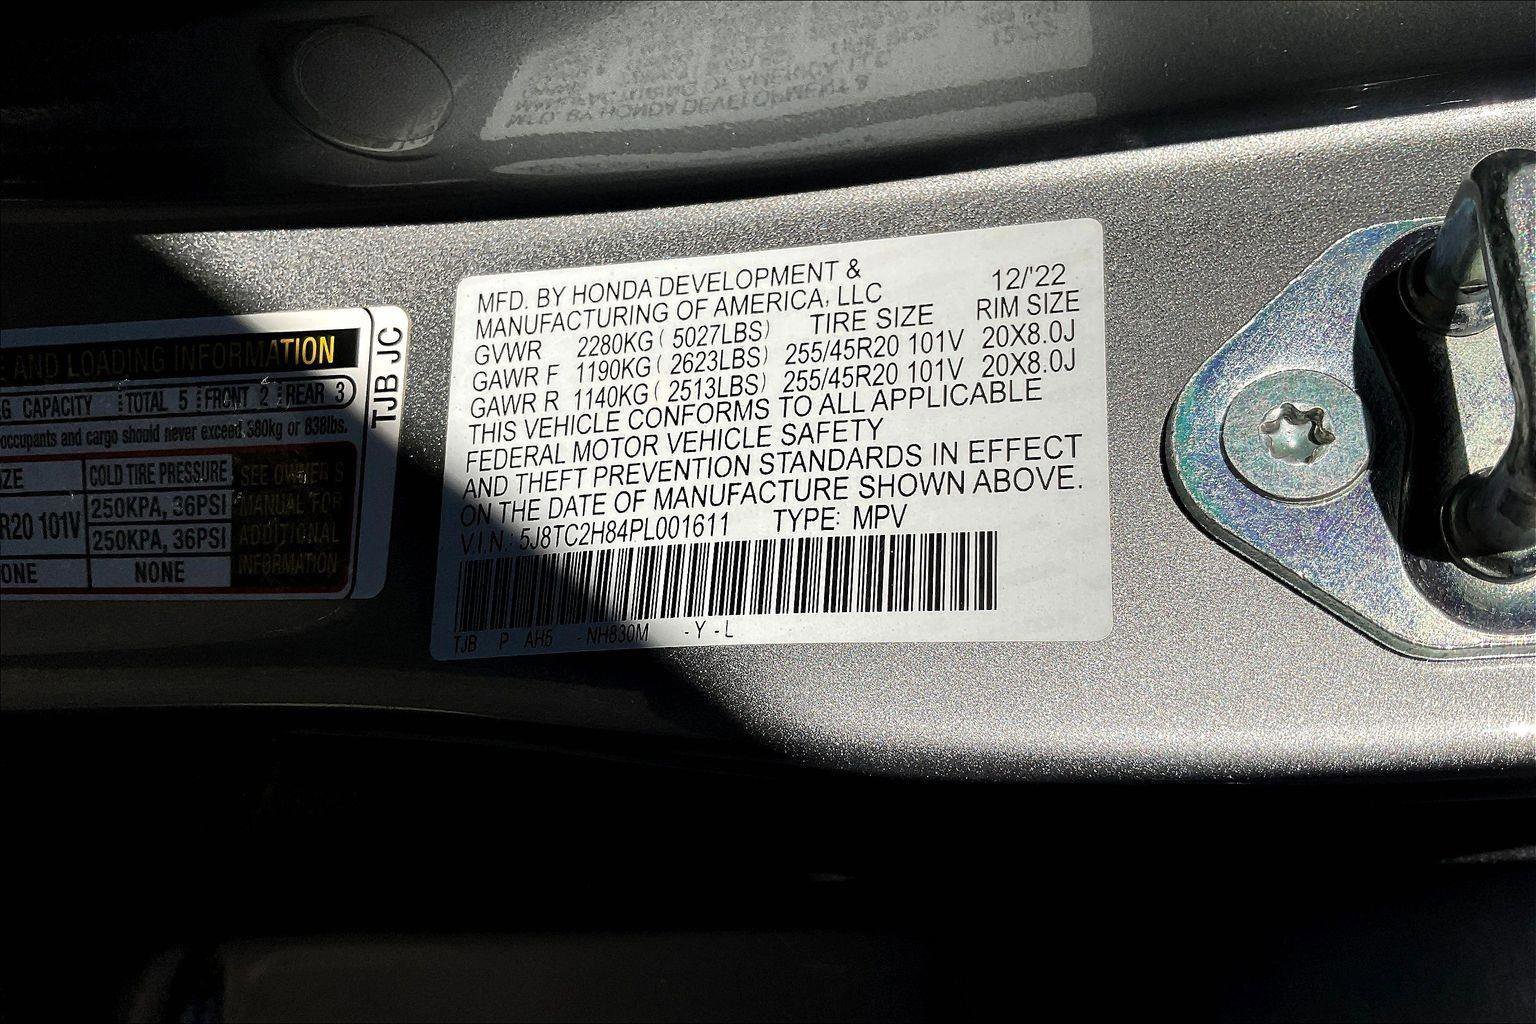 AND LOADING INFORMATION
CAPACITY TOTAL 5 FRONT 2 REAR 3
occupants and cargo should never exceed 380kg or 838lbs.
COLD TIRE PRESSURE
R20 101V 250KPA, 36PSI
250KPA, 36PSI
NONE
SEE OWNER'S
MANUAL FOR
ADDITIONAL
INFORMATION
TJB JC
MFD. BY HONDA DEVELOPMENT & 12/'22
MANUFACTURING OF AMERICA, LLC RIM SIZE
GVWR 2280KG ( 5027LBS) TIRE SIZE
GAWR F 1190KG ( 2623LBS) 255/45R20 101V 20X8.0J
GAWR R 1140KG ( 2513LBS) 255/45R20 101V 20X8.0J
THIS VEHICLE CONFORMS TO ALL APPLICABLE
FEDERAL MOTOR VEHICLE SAFETY
AND THEFT PREVENTION STANDARDS IN EFFECT
ON THE DATE OF MANUFACTURE SHOWN ABOVE.
V.I.N.: 5J8TC2H84PL001611 TYPE: MPV
TJB P AH5 - NH830M - Y - L